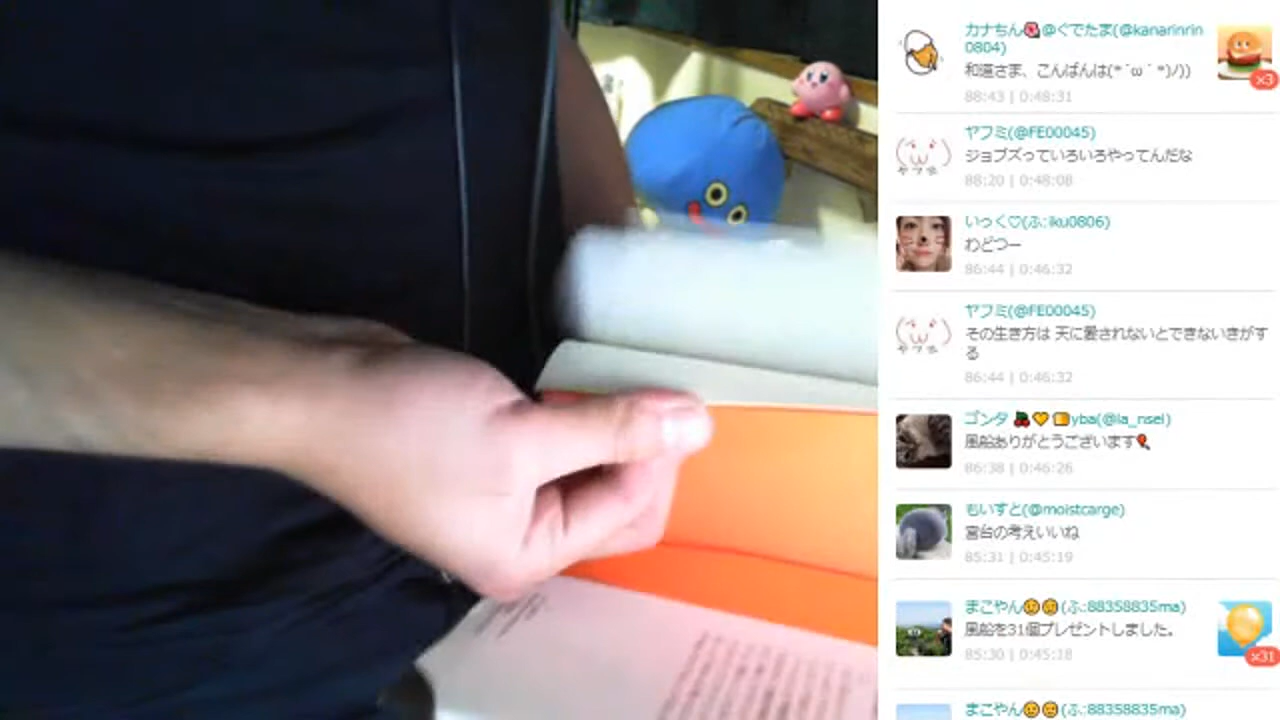 カナちん🌺@ぐでたま(@kanarinrin
0804)
和道さま、こんばんは(*´ω｀*)ﾉ))
×3
88:43 | 0:48:31
ヤフミ(@FE00045)
ジョブズっていろいろやってんだな
88:20 | 0:48:08
いっく♡(ふ:iku0806)
わどつー
86:44 | 0:46:32
ヤフミ(@FE00045)
その生き方は 天に愛されないとできないきがす
る
86:44 | 0:46:32
ゴンタ 🍒💛🍞yba(@la_nsei)
風船ありがとうございます🎈
86:38 | 0:46:26
もいすと(@moistcarge)
宮台の考えいいね
85:31 | 0:45:19
まこやん😠😠(ふ:88358835ma)
風船を31個プレゼントしました。
×31
85:30 | 0:45:18
まこやん😠😠(ふ:88358835ma)